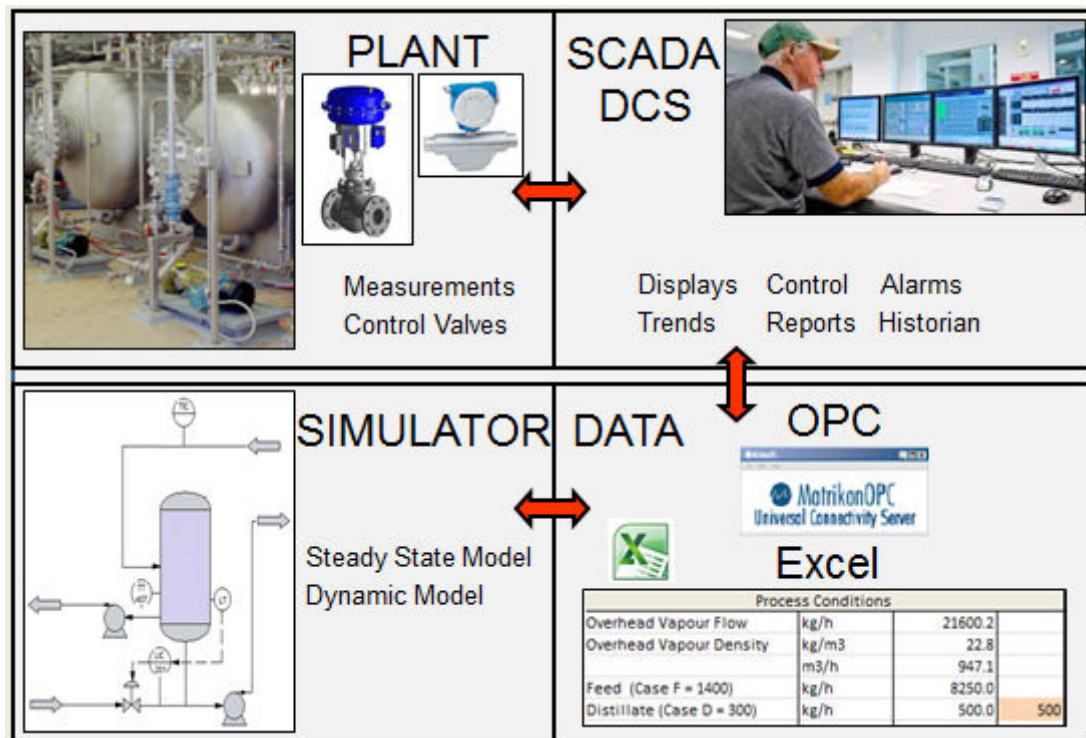 PLANT
Measurements
Control Valves
SCADA
DCS
Displays Control Alarms
Trends Reports Historian
SIMULATOR
TIC
LT
Steady State Model
Dynamic Model
DATA OPC
MatrikonOPC
Universal Connectivity Server
Excel
Process Conditions
Overhead Vapour Flow kg/h 21600.2
Overhead Vapour Density kg/m3 22.8
m3/h 947.1
Feed (Case F = 1400) kg/h 8250.0
Distillate (Case D = 300) kg/h 500.0 500